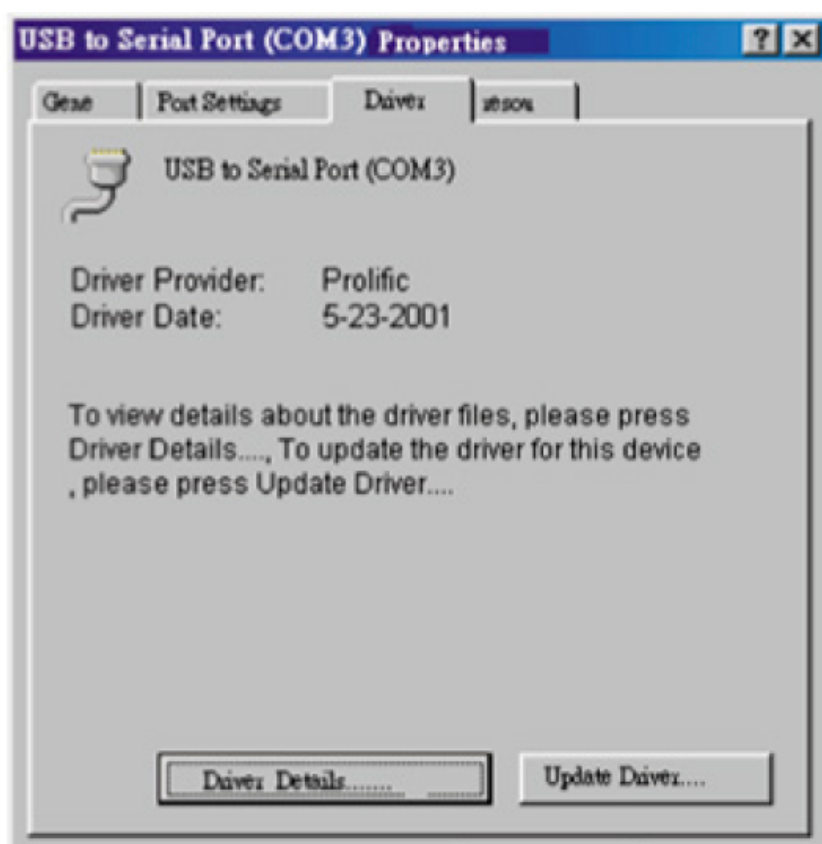 USB to Serial Port (COM3) Properties
Gene Port Settings Driver
USB to Serial Port (COM3)
Driver Provider: Prolific
Driver Date: 5-23-2001
To view details about the driver files, please press
Driver Details...., To update the driver for this device
, please press Update Driver....
Driver Details....... Update Driver....